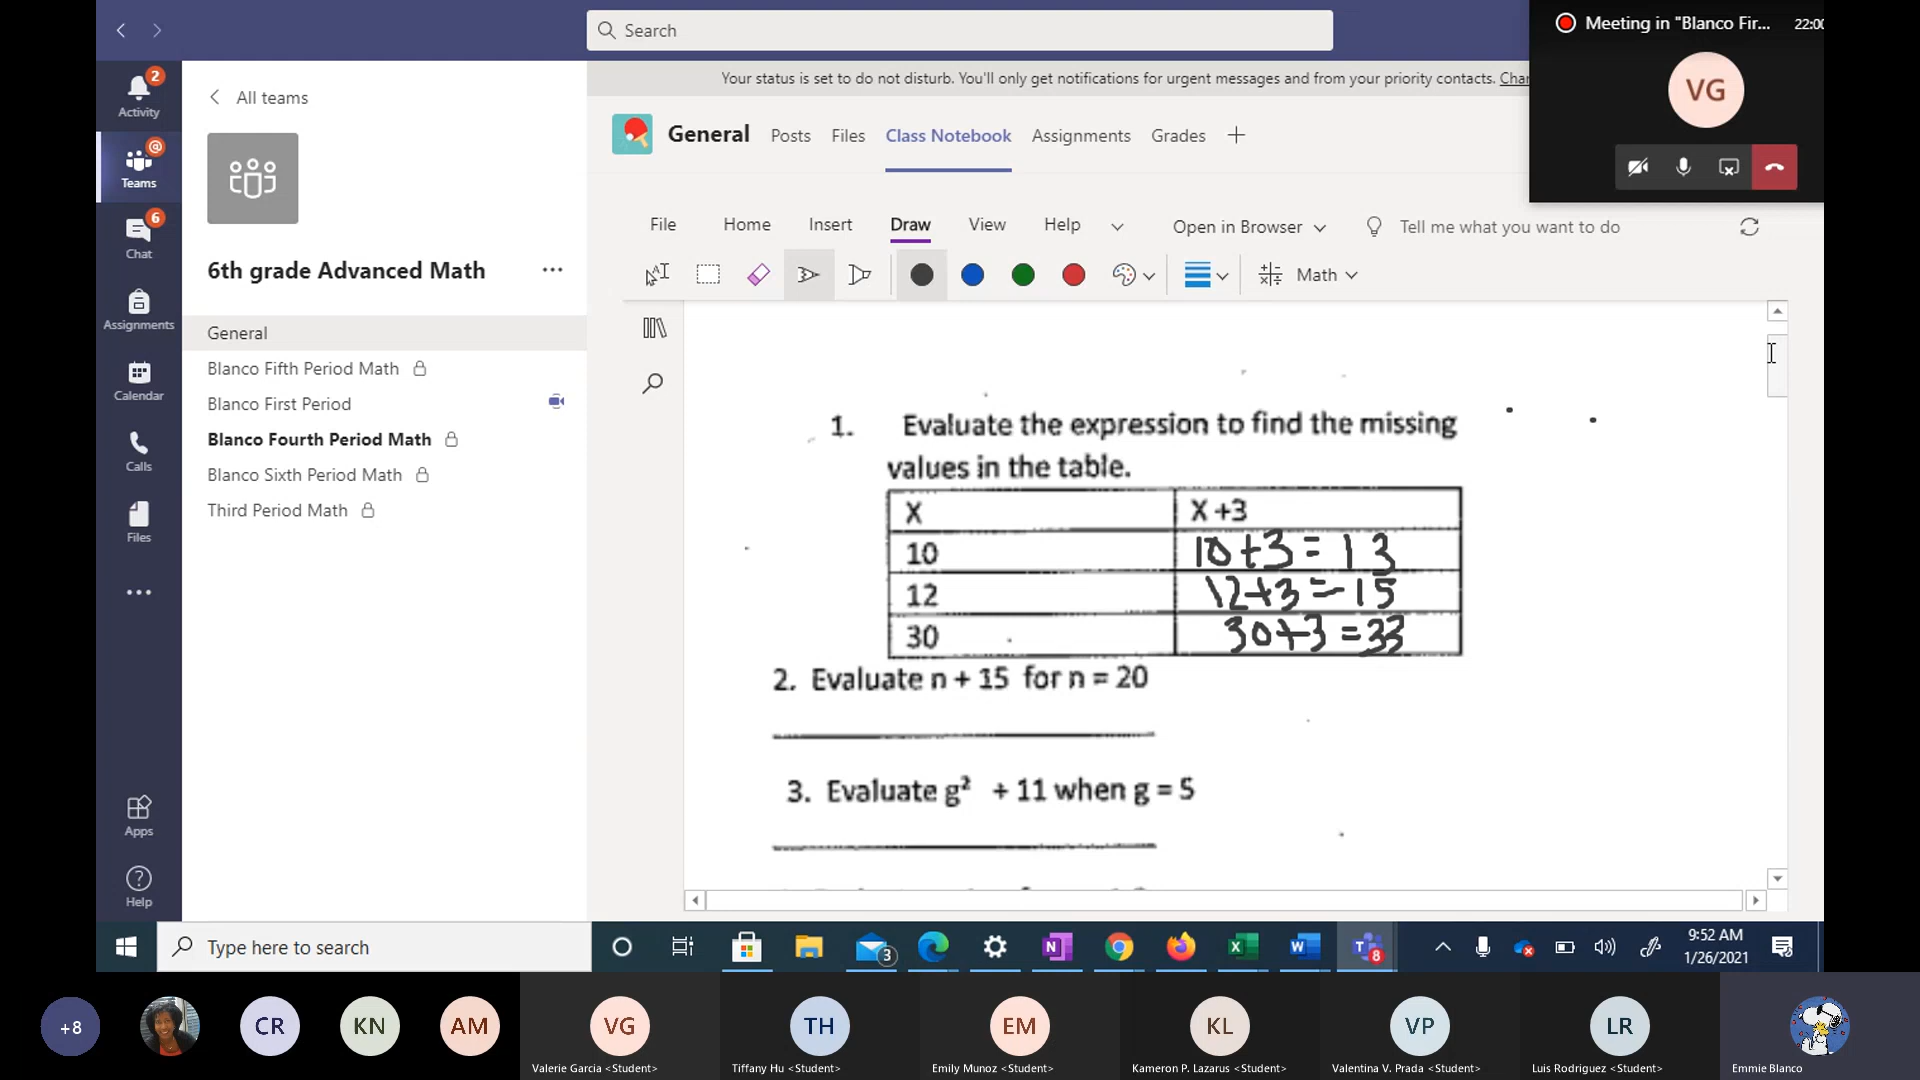 Search
Meeting in "Blanco Fir...
22:00
VG
Your status is set to do not disturb. You'll only get notifications for urgent messages and from your priority contacts.
All teams
General
Posts
Files
Class Notebook
Assignments
Grades
File
Home
Insert
Draw
View
Help
Open in Browser
Tell me what you want to do
Math
2
Activity
@
Teams
6
Chat
Assignments
Calendar
Calls
Files
Apps
Help
6th grade Advanced Math
General
Blanco Fifth Period Math
Blanco First Period
Blanco Fourth Period Math
Blanco Sixth Period Math
Third Period Math
1. Evaluate the expression to find the missing
values in the table.
X X +3
10 10+3 = 13
12 12+3 = 15
30 30+3 = 33
2. Evaluate n + 15 for n = 20
3. Evaluate g² + 11 when g = 5
Type here to search
3
8
9:52 AM
1/26/2021
+8
CR
KN
AM
VG
TH
EM
KL
VP
LR
Valerie Garcia <Student>
Tiffany Hu <Student>
Emily Munoz <Student>
Kameron P. Lazarus <Student>
Valentina V. Prada <Student>
Luis Rodriguez <Student>
Emmie Blanco